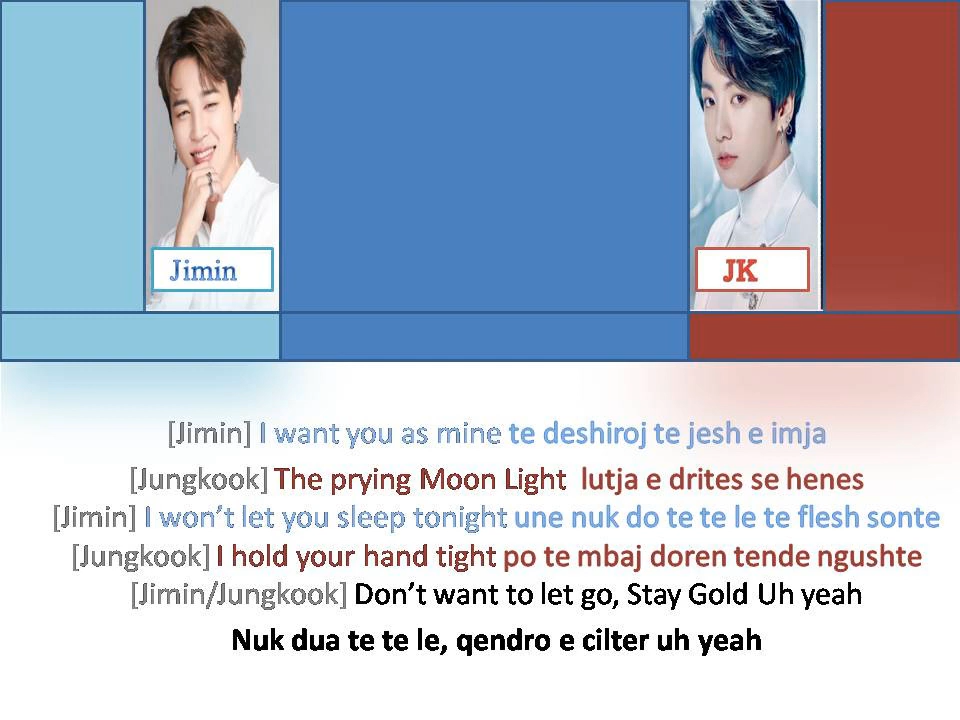 Jimin
JK
[Jimin] I want you as mine te deshiroj te jesh e imja
[Jungkook] The prying Moon Light lutja e drites se henes
[Jimin] I won't let you sleep tonight une nuk do te te le te flesh sonte
[Jungkook] I hold your hand tight po te mbaj doren tende ngushte
[Jimin/Jungkook] Don't want to let go, Stay Gold Uh yeah
Nuk dua te te le, qendro e cilter uh yeah